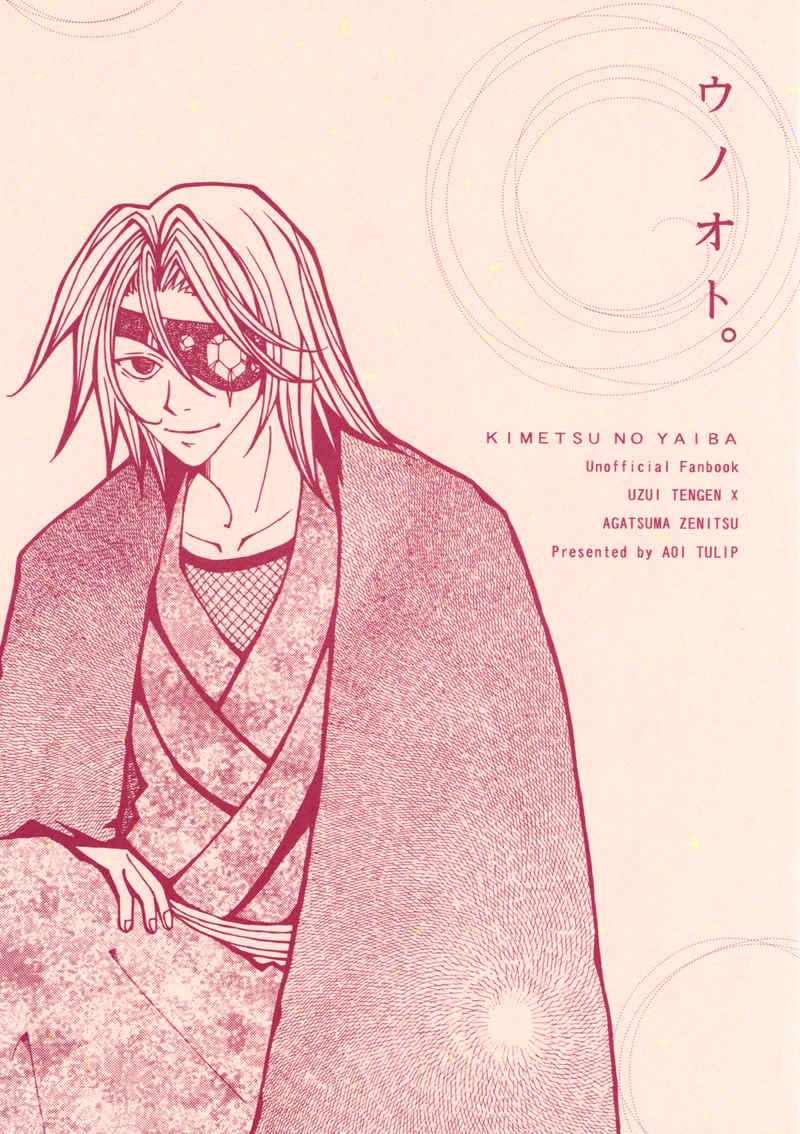 ウノオト。
KIMETSU NO YAIBA
Unofficial Fanbook
UZUI TENGEN X
AGATSUMA ZENITSU
Presented by AOI TULIP